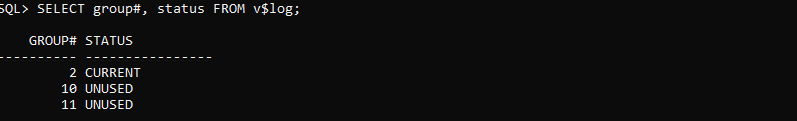 SQL> SELECT group#, status FROM v$log;
GROUP# STATUS
---------- ----------------
2 CURRENT
10 UNUSED
11 UNUSED